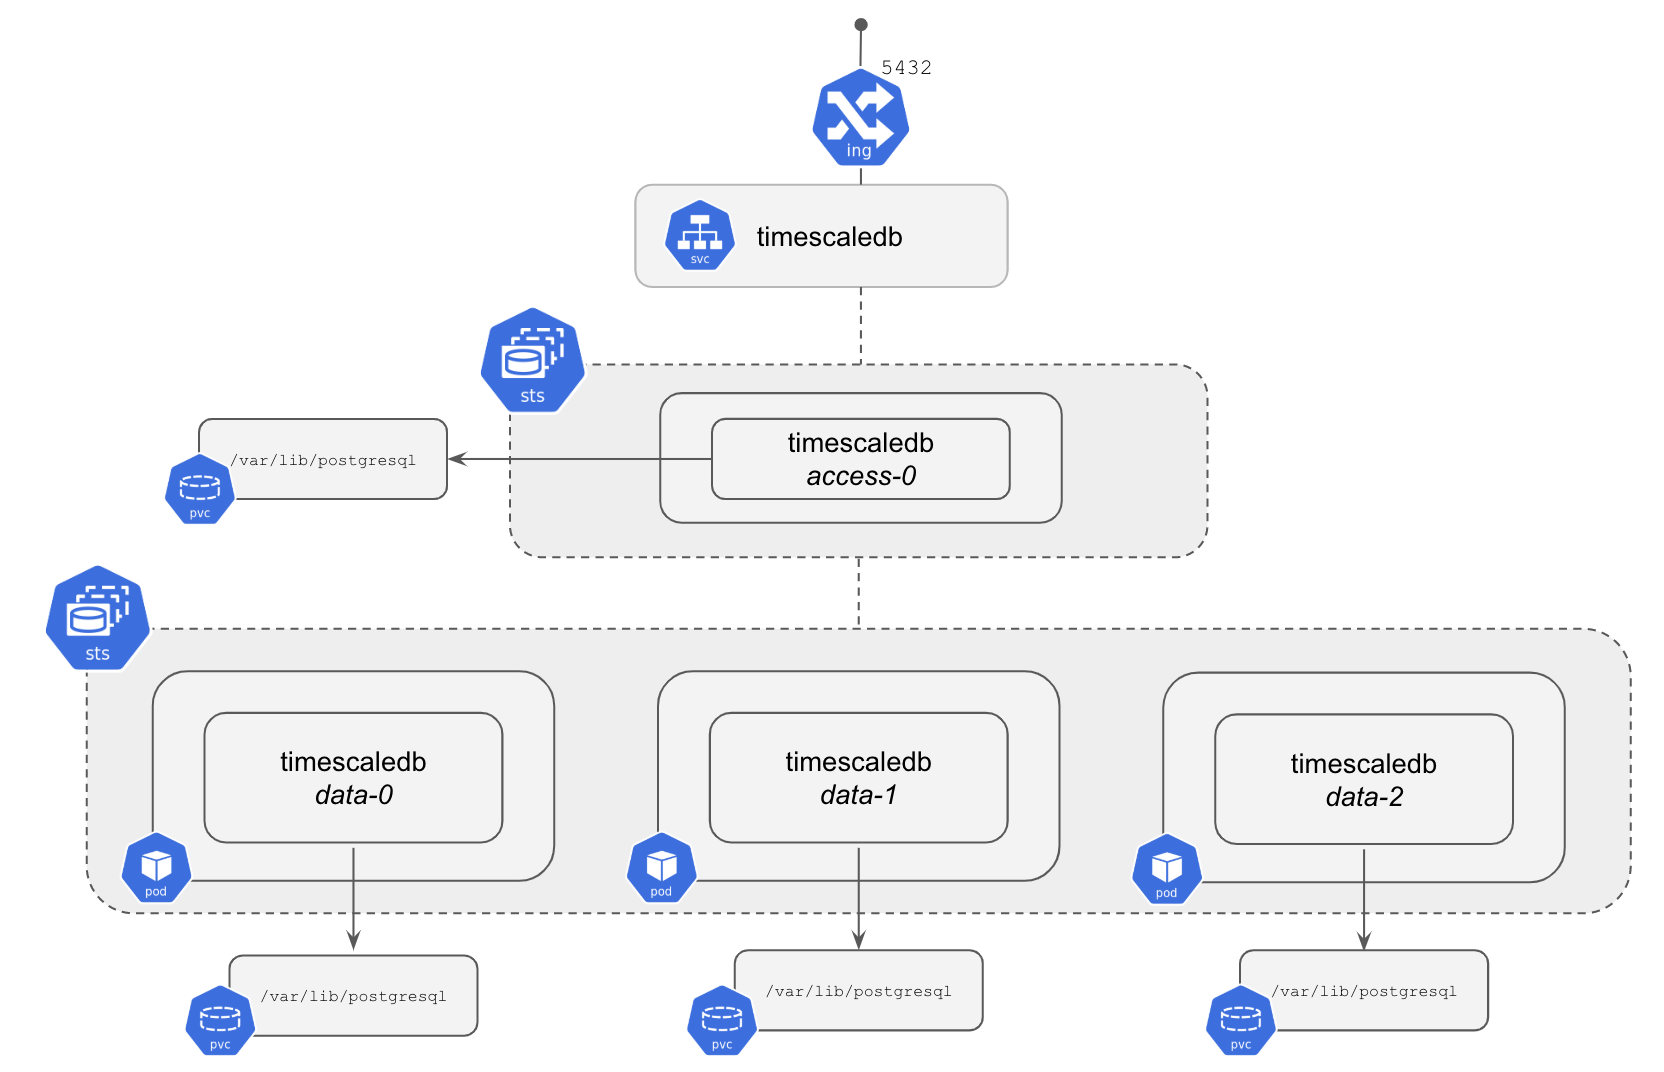 5432
ing
svc
timescaledb
sts
timescaledb
access-0
/var/lib/postgresql
pvc
sts
timescaledb
data-0
pod
timescaledb
data-1
pod
timescaledb
data-2
pod
/var/lib/postgresql
pvc
/var/lib/postgresql
pvc
/var/lib/postgresql
pvc